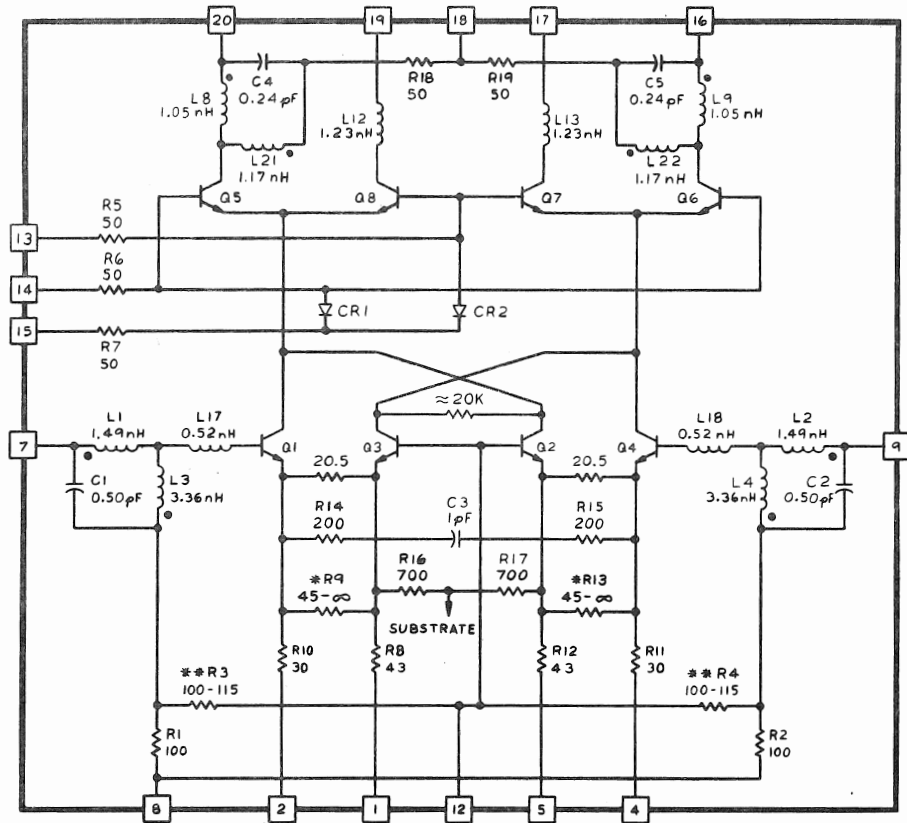 20
19
18
17
16
C4
0.24pF
R18
50
R19
50
C5
0.24pF
L8
1.05nH
L12
1.23nH
L13
1.23nH
L9
1.05nH
L21
1.17nH
L22
1.17nH
Q5
Q8
Q7
Q6
R5
50
13
R6
50
14
CR1
CR2
15
R7
50
≈20K
L1
1.49nH
L17
0.52nH
L18
0.52nH
L2
1.49nH
7
Q1
Q3
Q2
Q4
9
20.5
20.5
C1
0.50pF
L3
3.36nH
L4
3.36nH
C2
0.50pF
R14
200
C3
1pF
R15
200
R16
700
R17
700
*R9
45-∞
*R13
45-∞
SUBSTRATE
R10
30
R8
43
R12
43
R11
30
**R3
100-115
**R4
100-115
R1
100
R2
100
8
2
1
12
5
4